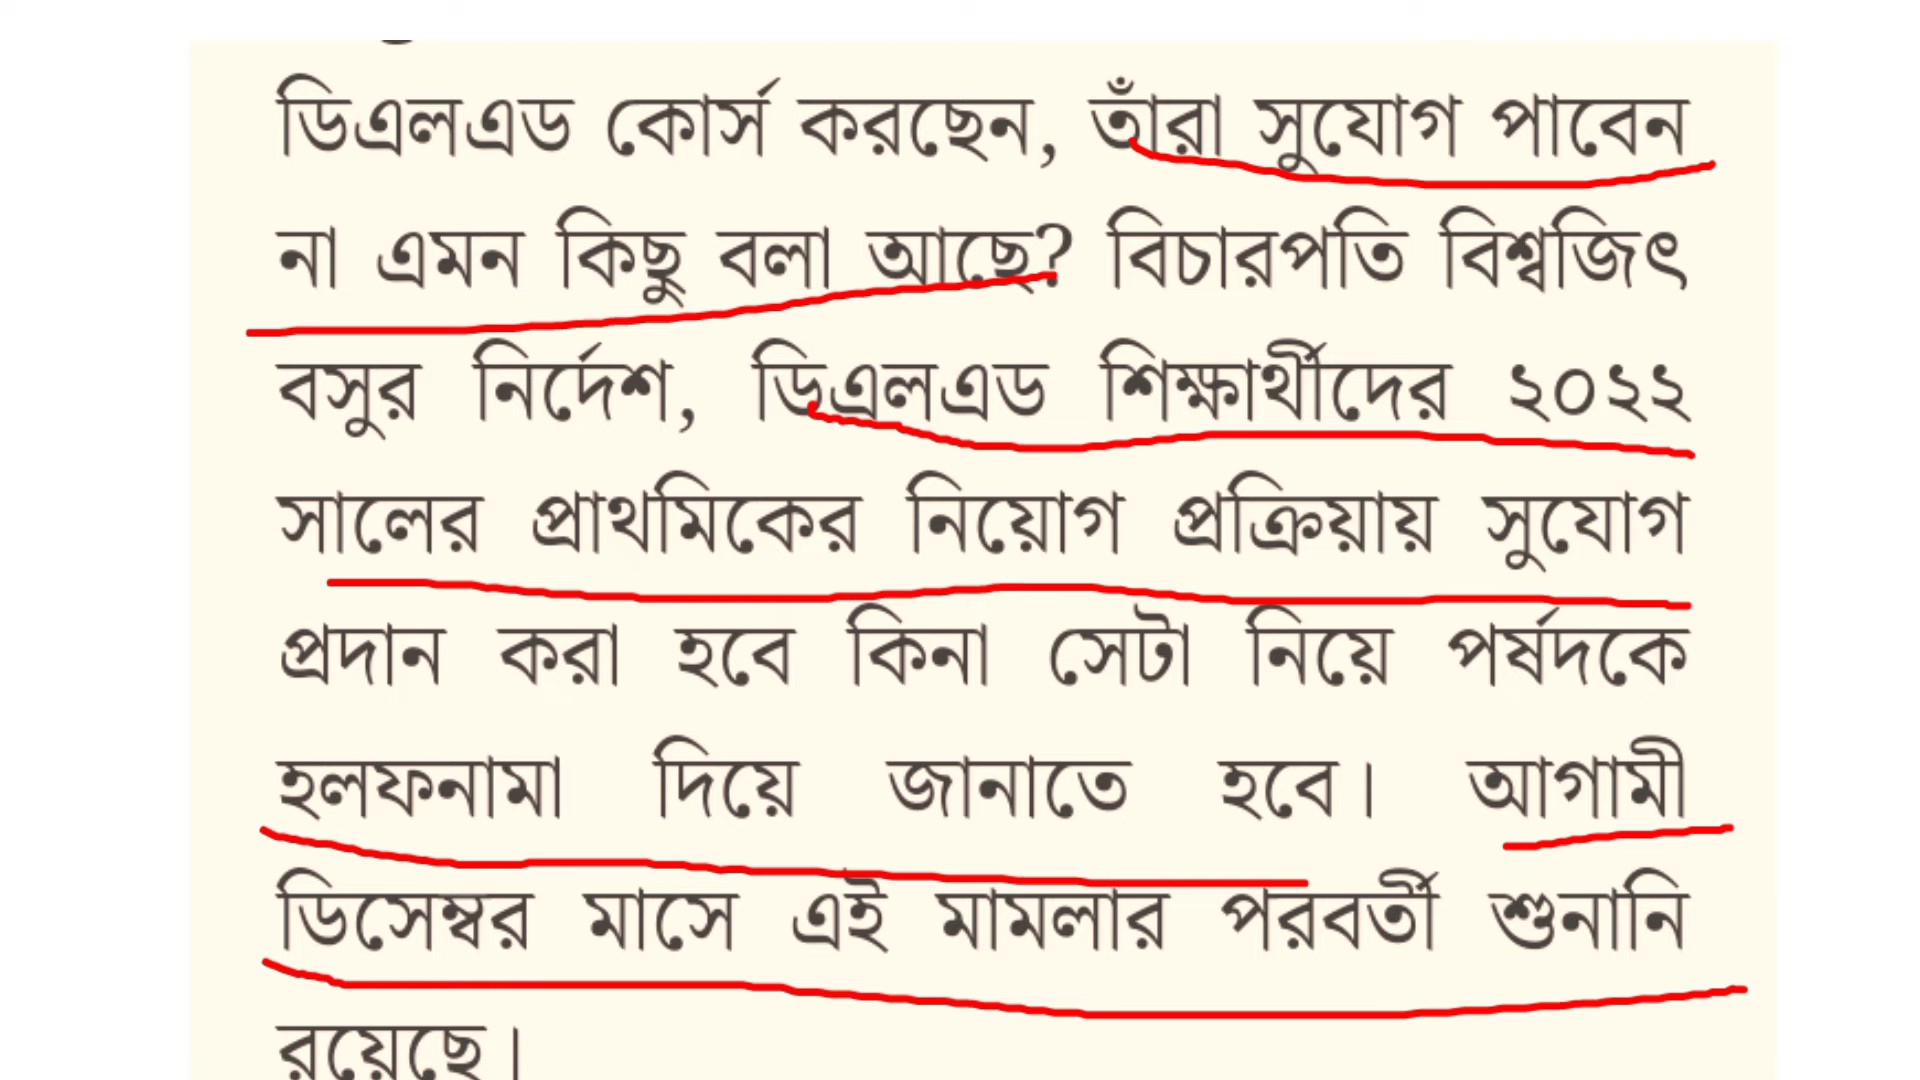 ডিএলএড কোর্স করছেন, তাঁরা সুযোগ পাবেন
না এমন কিছু বলা আছে? বিচারপতি বিশ্বজিৎ
বসুর নির্দেশ, ডিএলএড শিক্ষার্থীদের ২০২২
সালের প্রাথমিকের নিয়োগ প্রক্রিয়ায় সুযোগ
প্রদান করা হবে কিনা সেটা নিয়ে পর্ষদকে
হলফনামা দিয়ে জানাতে হবে। আগামী
ডিসেম্বর মাসে এই মামলার পরবর্তী শুনানি
রয়েছে।